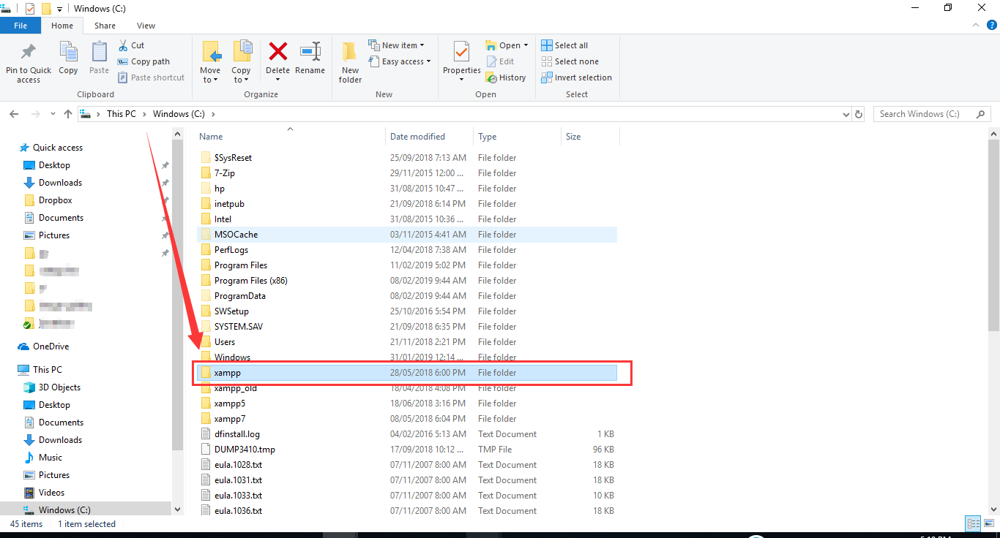 Windows (C:)
File Home Share View
Pin to Quick access
Copy
Paste
Cut
Copy path
Paste shortcut
Clipboard
Move to
Copy to
Delete
Rename
Organize
New folder
New item
Easy access
New
Properties
Open
Edit
History
Open
Select all
Select none
Invert selection
Select
This PC > Windows (C:) >
Search Windows (C:)
Quick access
Desktop
Downloads
Dropbox
Documents
Pictures
OneDrive
This PC
3D Objects
Desktop
Documents
Downloads
Music
Pictures
Videos
Windows (C:)
Name Date modified Type Size
$SysReset 25/09/2018 7:13 AM File folder
7-Zip 29/11/2015 12:00 ... File folder
hp 31/08/2015 10:47 ... File folder
inetpub 21/09/2018 6:14 PM File folder
Intel 31/08/2015 10:36 ... File folder
MSOCache 03/11/2015 4:41 AM File folder
PerfLogs 12/04/2018 7:38 AM File folder
Program Files 11/02/2019 5:02 PM File folder
Program Files (x86) 08/02/2019 9:44 AM File folder
ProgramData 08/02/2019 9:44 AM File folder
SWSetup 25/10/2016 5:54 PM File folder
SYSTEM.SAV 21/09/2018 6:35 PM File folder
Users 21/11/2018 2:21 PM File folder
Windows 31/01/2019 12:14 ... File folder
xampp 28/05/2018 6:00 PM File folder
xampp_old 18/04/2018 4:08 PM File folder
xampp5 18/06/2018 3:16 PM File folder
xampp7 08/05/2018 6:04 PM File folder
dfinstall.log 04/02/2016 5:13 AM Text Document 1 KB
DUMP3410.tmp 17/09/2018 10:12 ... TMP File 96 KB
eula.1028.txt 07/11/2007 8:00 AM Text Document 18 KB
eula.1031.txt 07/11/2007 8:00 AM Text Document 18 KB
eula.1033.txt 07/11/2007 8:00 AM Text Document 10 KB
eula.1036.txt 07/11/2007 8:00 AM Text Document 18 KB
45 items 1 item selected